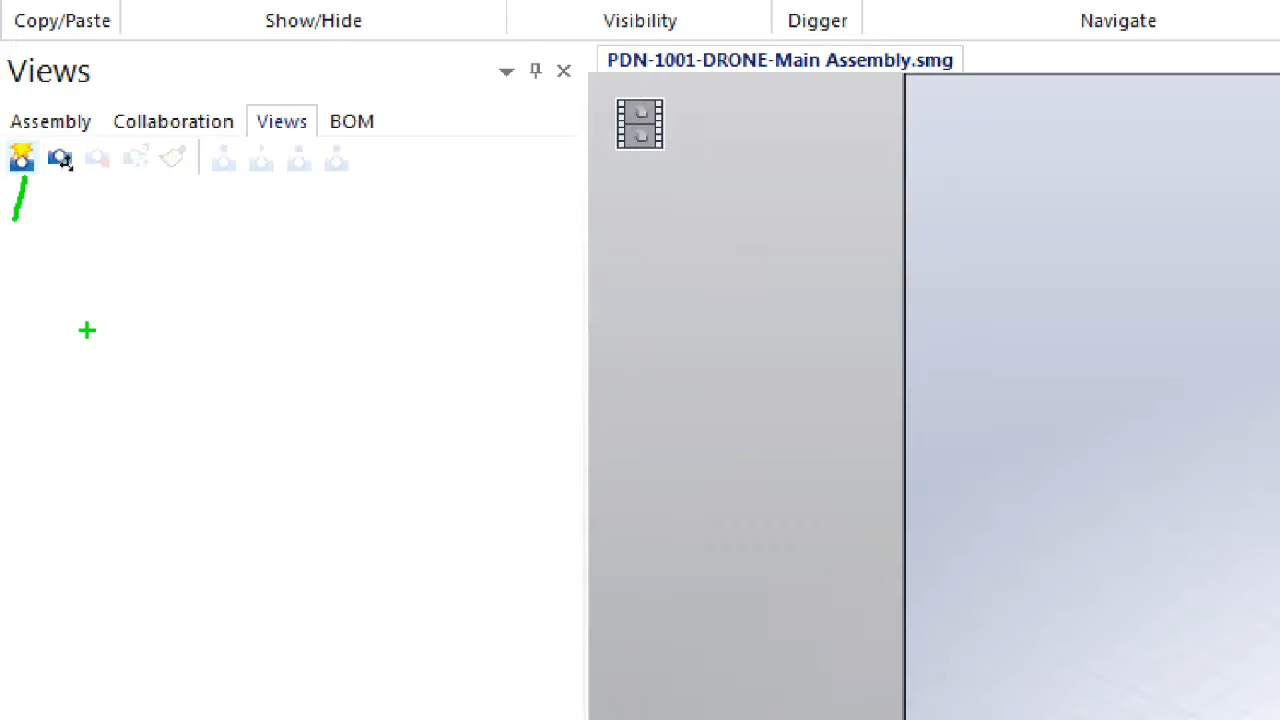 Copy/Paste Show/Hide Visibility Digger Navigate
Views
PDN-1001-DRONE-Main Assembly.smg
Assembly Collaboration Views BOM